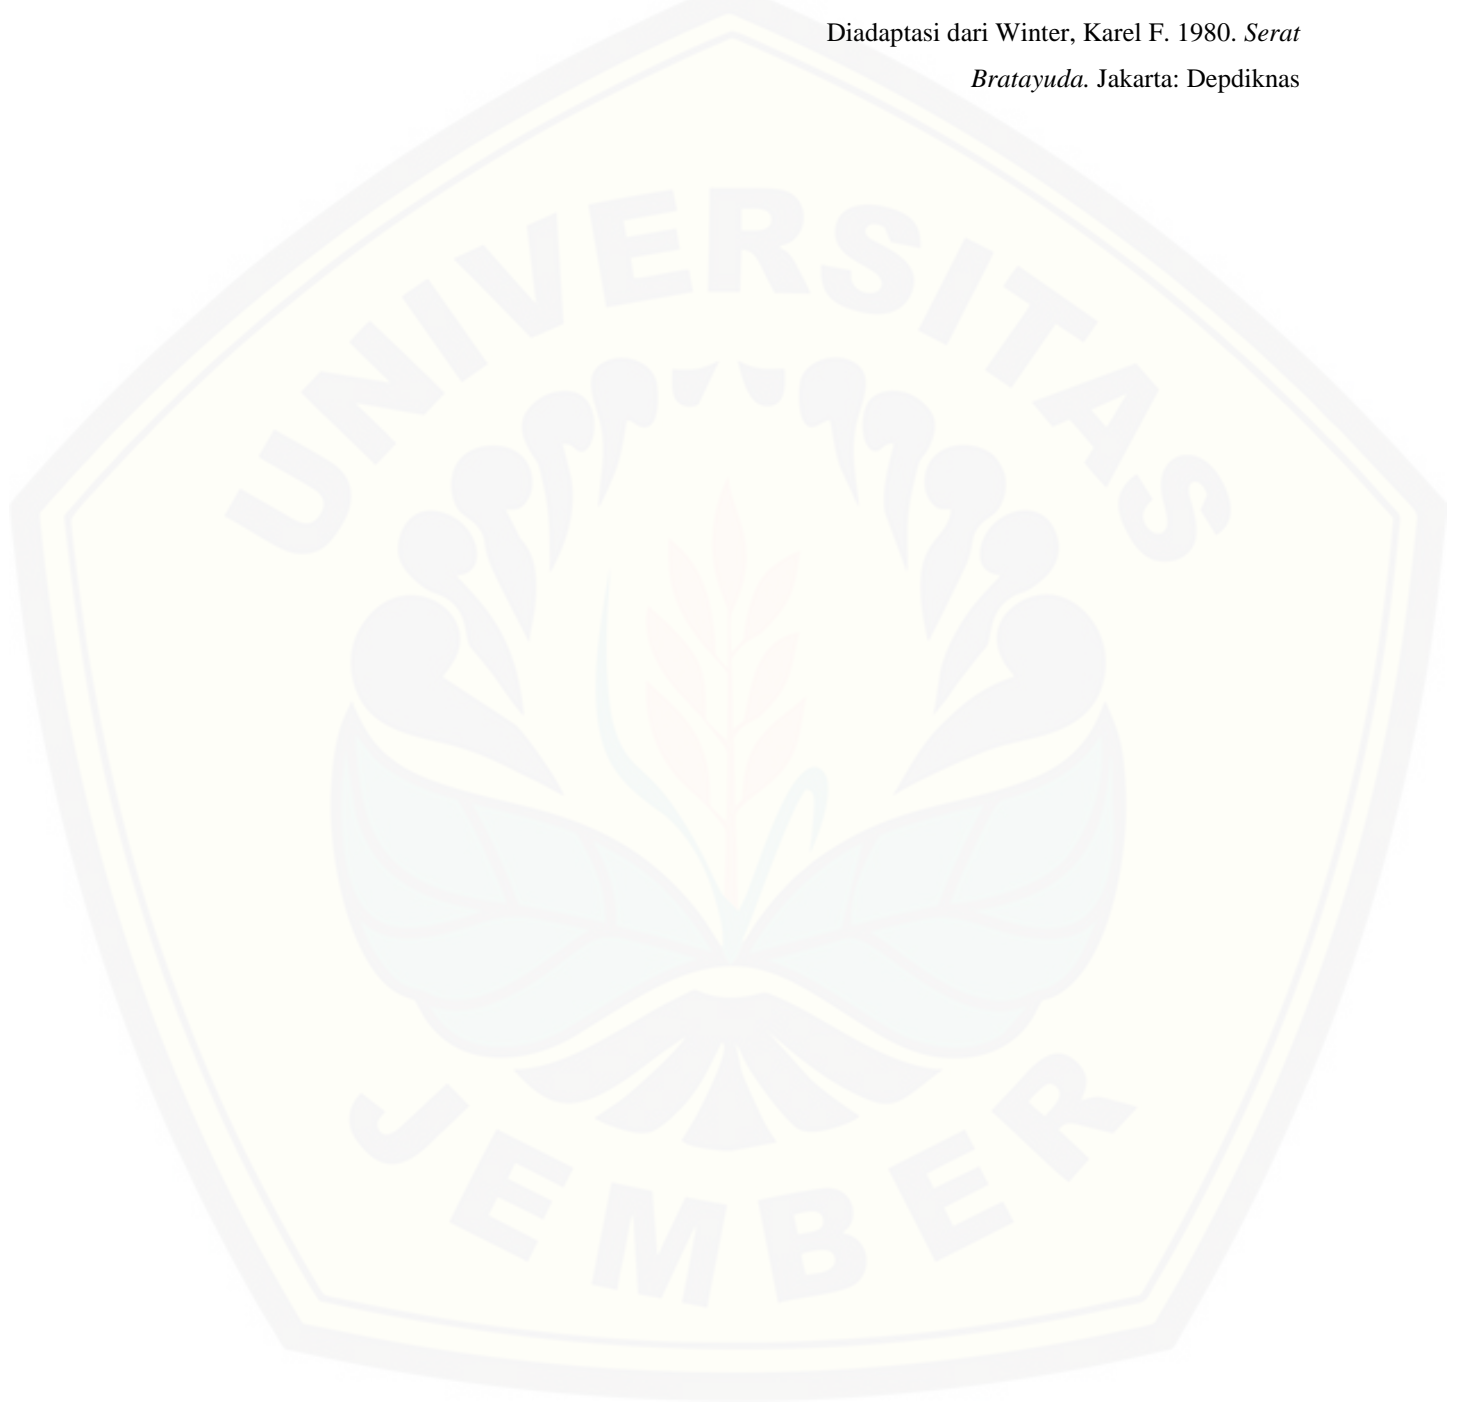 Diadaptasi dari Winter, Karel F. 1980. Serat
Bratayuda. Jakarta: Depdiknas
UNIVERSITAS
JEMBER